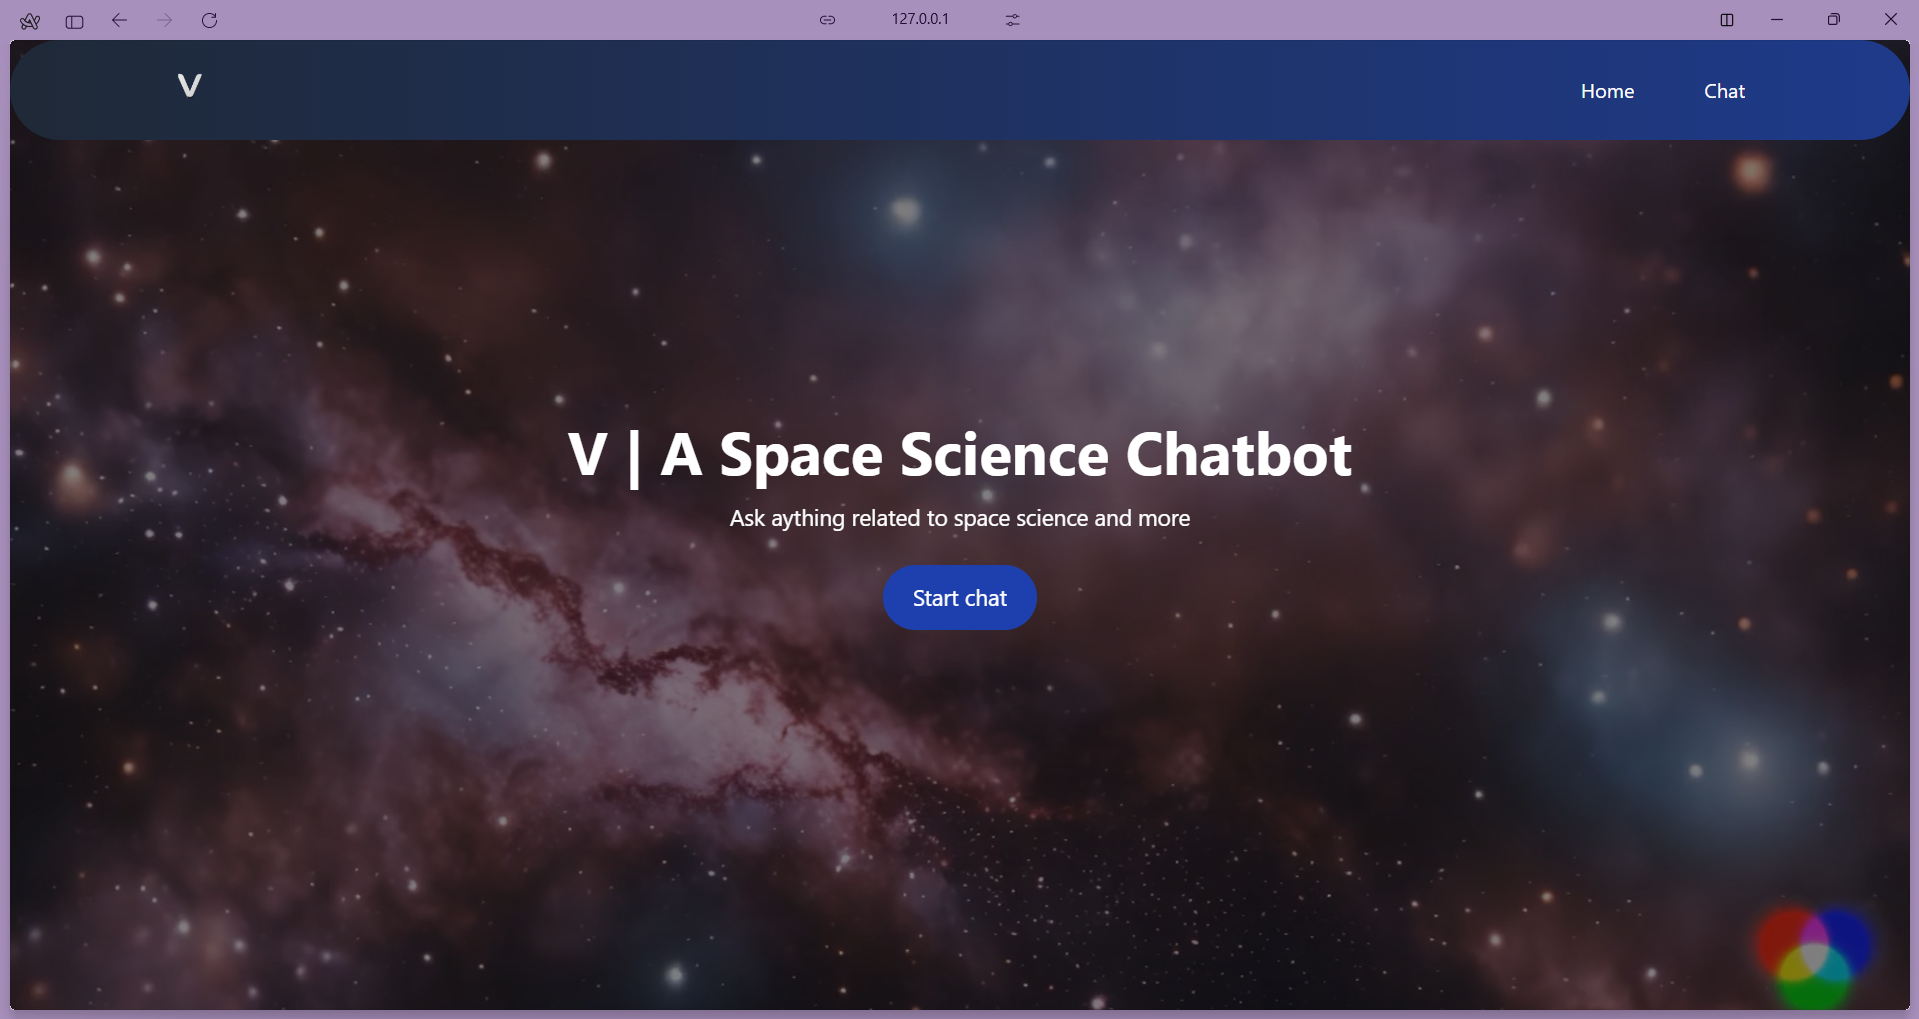 127.0.0.1
V
Home
Chat
V | A Space Science Chatbot
Ask aything related to space science and more
Start chat